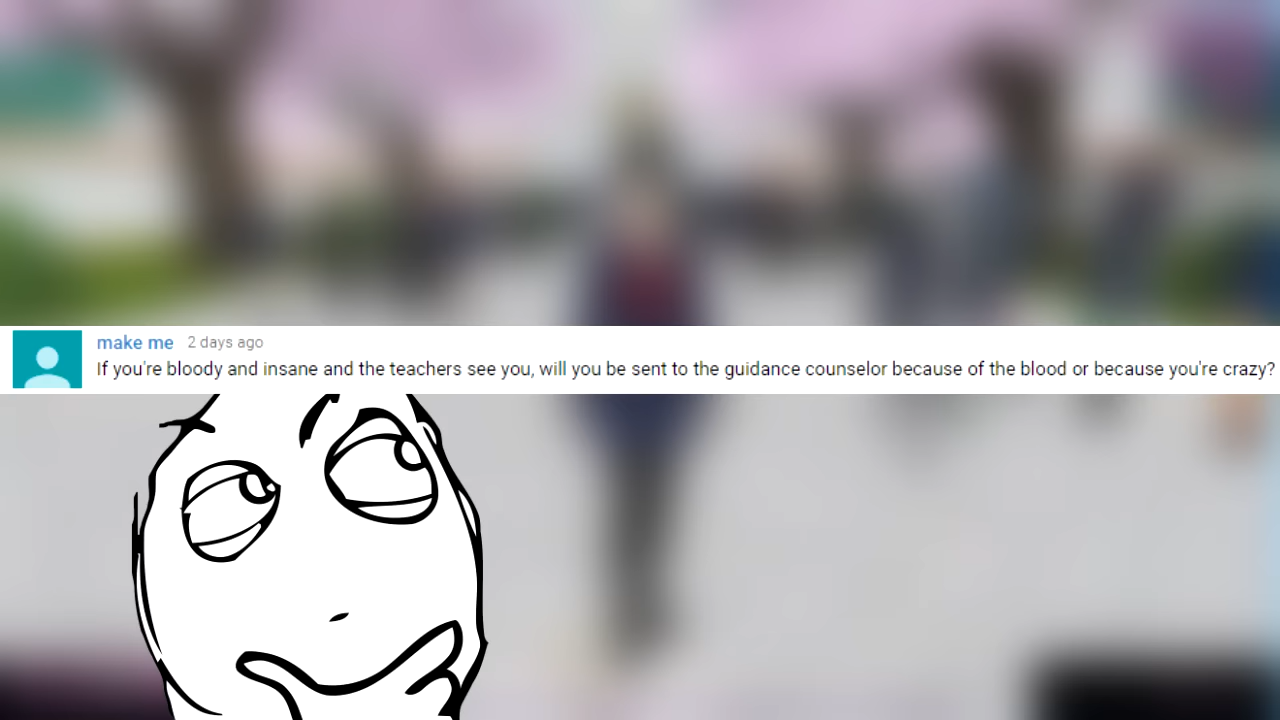 make me 2 days ago
If you're bloody and insane and the teachers see you, will you be sent to the guidance counselor because of the blood or because you're crazy?